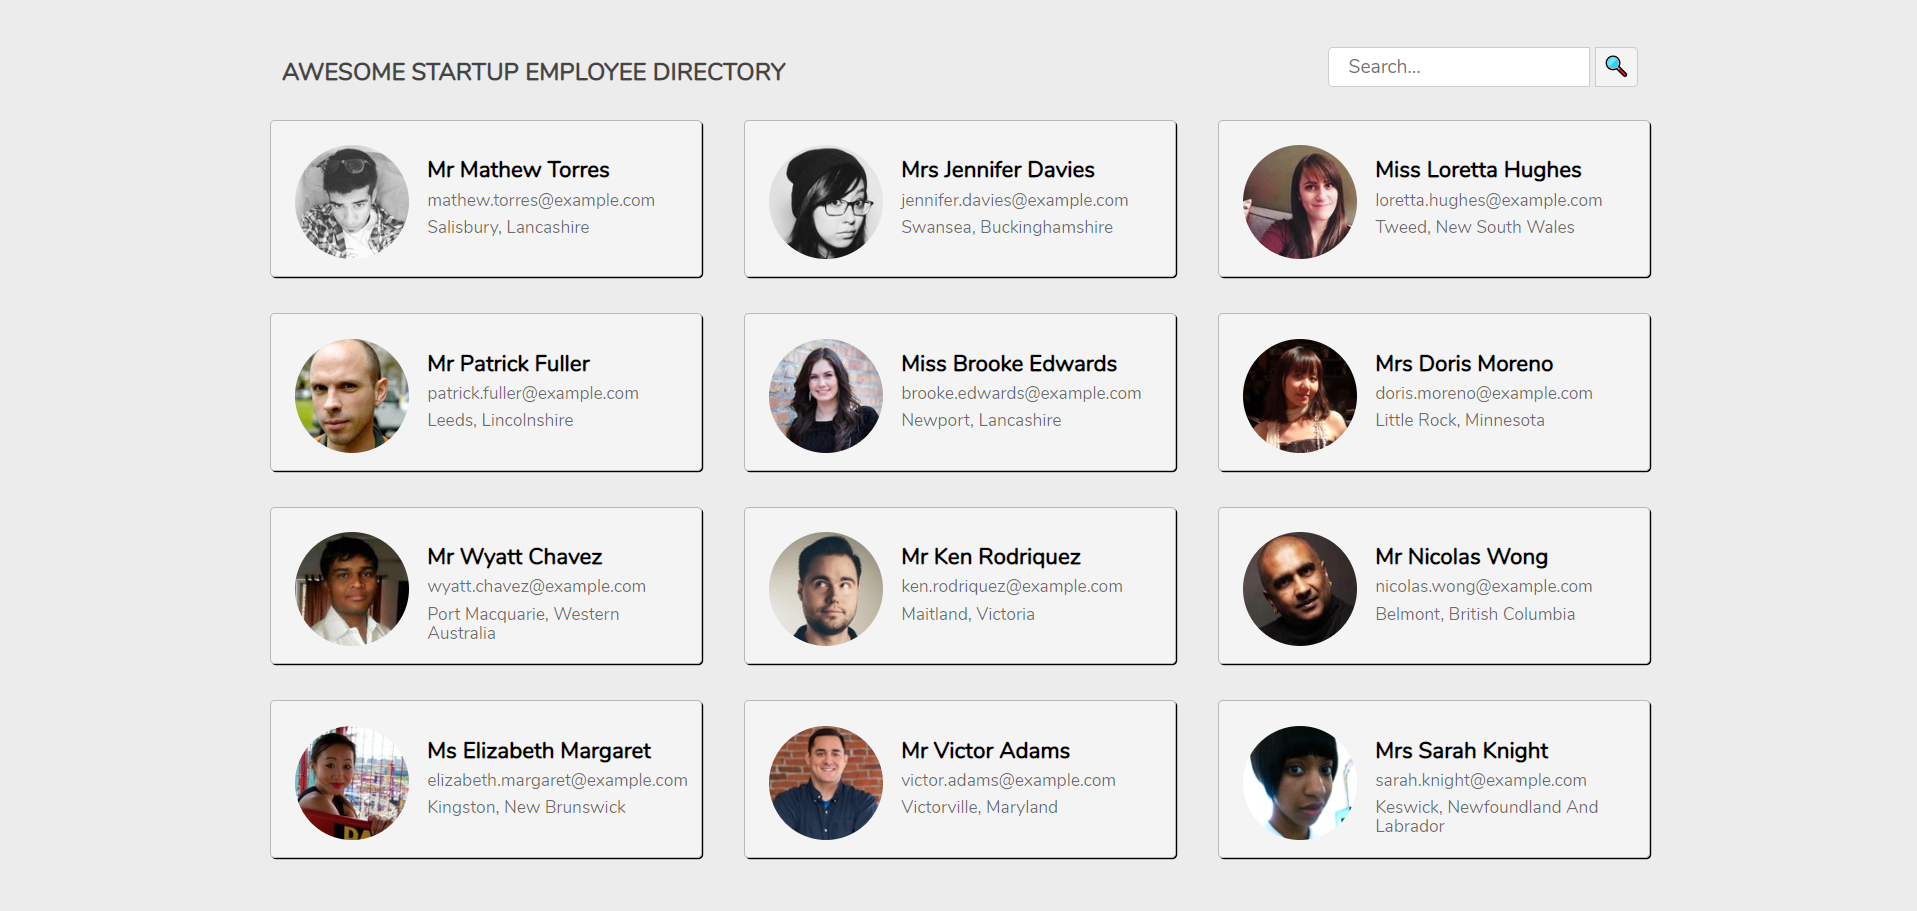 AWESOME STARTUP EMPLOYEE DIRECTORY
Search...
Mr Mathew Torres
mathew.torres@example.com
Salisbury, Lancashire
Mrs Jennifer Davies
jennifer.davies@example.com
Swansea, Buckinghamshire
Miss Loretta Hughes
loretta.hughes@example.com
Tweed, New South Wales
Mr Patrick Fuller
patrick.fuller@example.com
Leeds, Lincolnshire
Miss Brooke Edwards
brooke.edwards@example.com
Newport, Lancashire
Mrs Doris Moreno
doris.moreno@example.com
Little Rock, Minnesota
Mr Wyatt Chavez
wyatt.chavez@example.com
Port Macquarie, Western
Australia
Mr Ken Rodriquez
ken.rodriquez@example.com
Maitland, Victoria
Mr Nicolas Wong
nicolas.wong@example.com
Belmont, British Columbia
Ms Elizabeth Margaret
elizabeth.margaret@example.com
Kingston, New Brunswick
Mr Victor Adams
victor.adams@example.com
Victorville, Maryland
Mrs Sarah Knight
sarah.knight@example.com
Keswick, Newfoundland And
Labrador